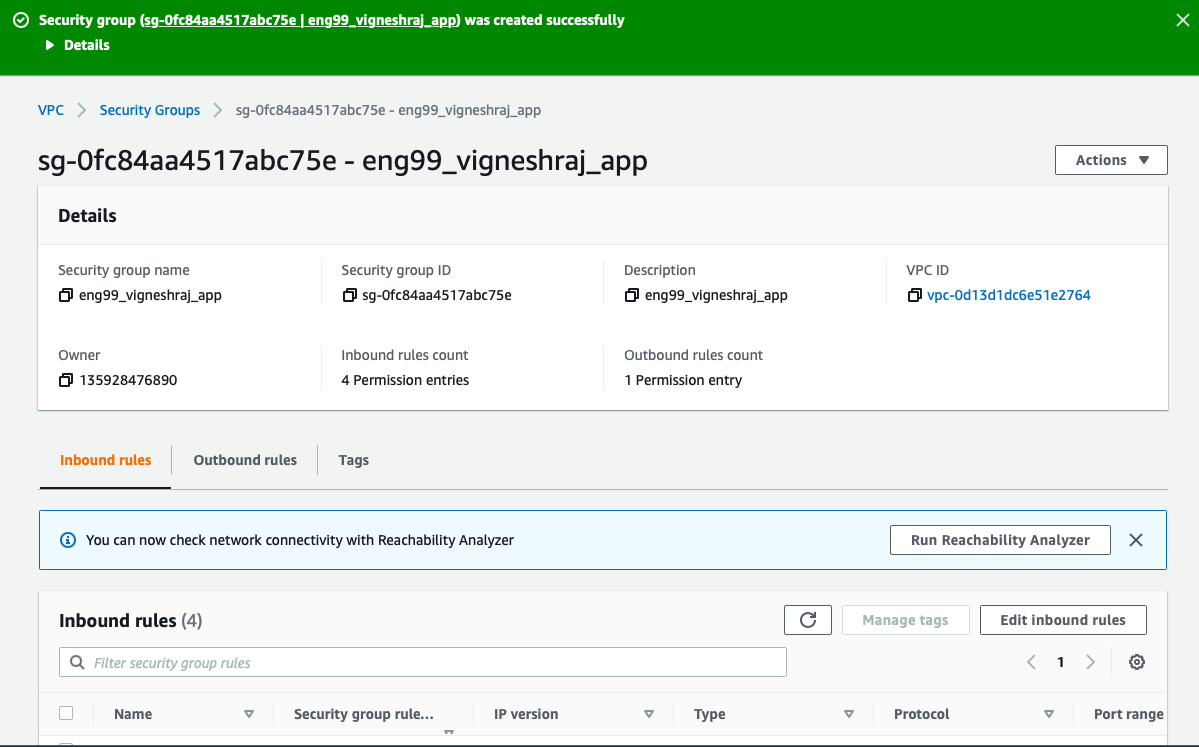 Security group (sg-0fc84aa4517abc75e | eng99_vigneshraj_app) was created successfully
Details
VPC > Security Groups > sg-0fc84aa4517abc75e - eng99_vigneshraj_app
sg-0fc84aa4517abc75e - eng99_vigneshraj_app
Actions
Details
Security group name Security group ID Description VPC ID
eng99_vigneshraj_app sg-0fc84aa4517abc75e eng99_vigneshraj_app vpc-0d13d1dc6e51e2764
Owner Inbound rules count Outbound rules count
135928476890 4 Permission entries 1 Permission entry
Inbound rules Outbound rules Tags
You can now check network connectivity with Reachability Analyzer Run Reachability Analyzer
Inbound rules (4) Manage tags Edit inbound rules
Filter security group rules 1
Name Security group rule... IP version Type Protocol Port range